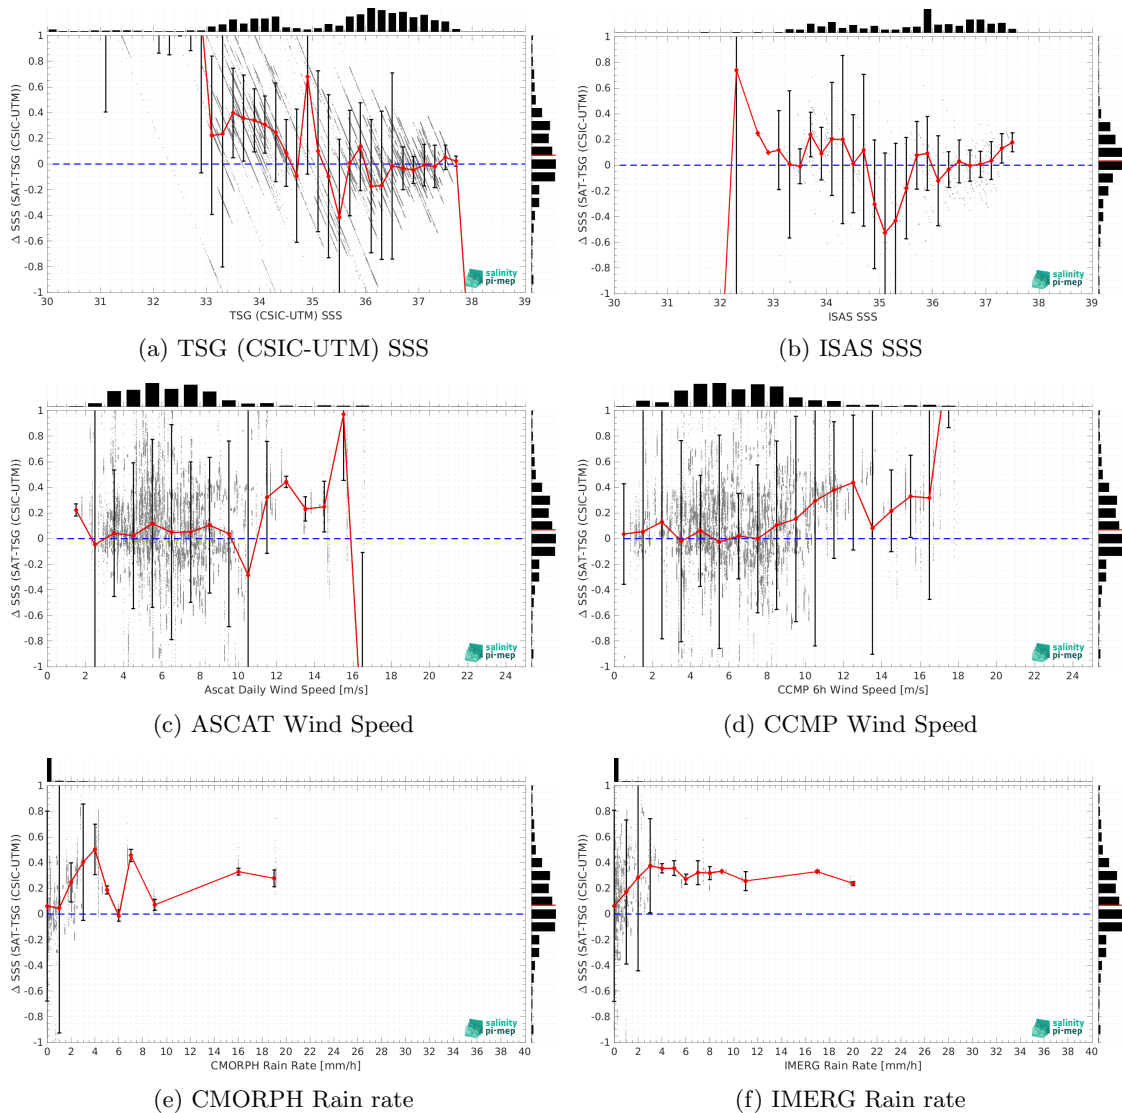 Δ SSS (SAT-TSG (CSIC-UTM))
1
0.8
0.6
0.4
0.2
0
-0.2
-0.4
-0.6
-0.8
-1
30 31 32 33 34 35 36 37 38 39
TSG (CSIC-UTM) SSS
salinity
pi-mep
(a) TSG (CSIC-UTM) SSS
Δ SSS (SAT-TSG (CSIC-UTM))
1
0.8
0.6
0.4
0.2
0
-0.2
-0.4
-0.6
-0.8
-1
30 31 32 33 34 35 36 37 38 39
ISAS SSS
salinity
pi-mep
(b) ISAS SSS
Δ SSS (SAT-TSG (CSIC-UTM))
1
0.8
0.6
0.4
0.2
0
-0.2
-0.4
-0.6
-0.8
-1
0 2 4 6 8 10 12 14 16 18 20 22 24
Ascat Daily Wind Speed [m/s]
salinity
pi-mep
(c) ASCAT Wind Speed
Δ SSS (SAT-TSG (CSIC-UTM))
1
0.8
0.6
0.4
0.2
0
-0.2
-0.4
-0.6
-0.8
-1
0 2 4 6 8 10 12 14 16 18 20 22 24
CCMP 6h Wind Speed [m/s]
salinity
pi-mep
(d) CCMP Wind Speed
Δ SSS (SAT-TSG (CSIC-UTM))
1
0.8
0.6
0.4
0.2
0
-0.2
-0.4
-0.6
-0.8
-1
0 2 4 6 8 10 12 14 16 18 20 22 24 26 28 30 32 34 36 38 40
CMORPH Rain Rate [mm/h]
salinity
pi-mep
(e) CMORPH Rain rate
Δ SSS (SAT-TSG (CSIC-UTM))
1
0.8
0.6
0.4
0.2
0
-0.2
-0.4
-0.6
-0.8
-1
0 2 4 6 8 10 12 14 16 18 20 22 24 26 28 30 32 34 36 38 40
IMERG Rain Rate [mm/h]
salinity
pi-mep
(f) IMERG Rain rate